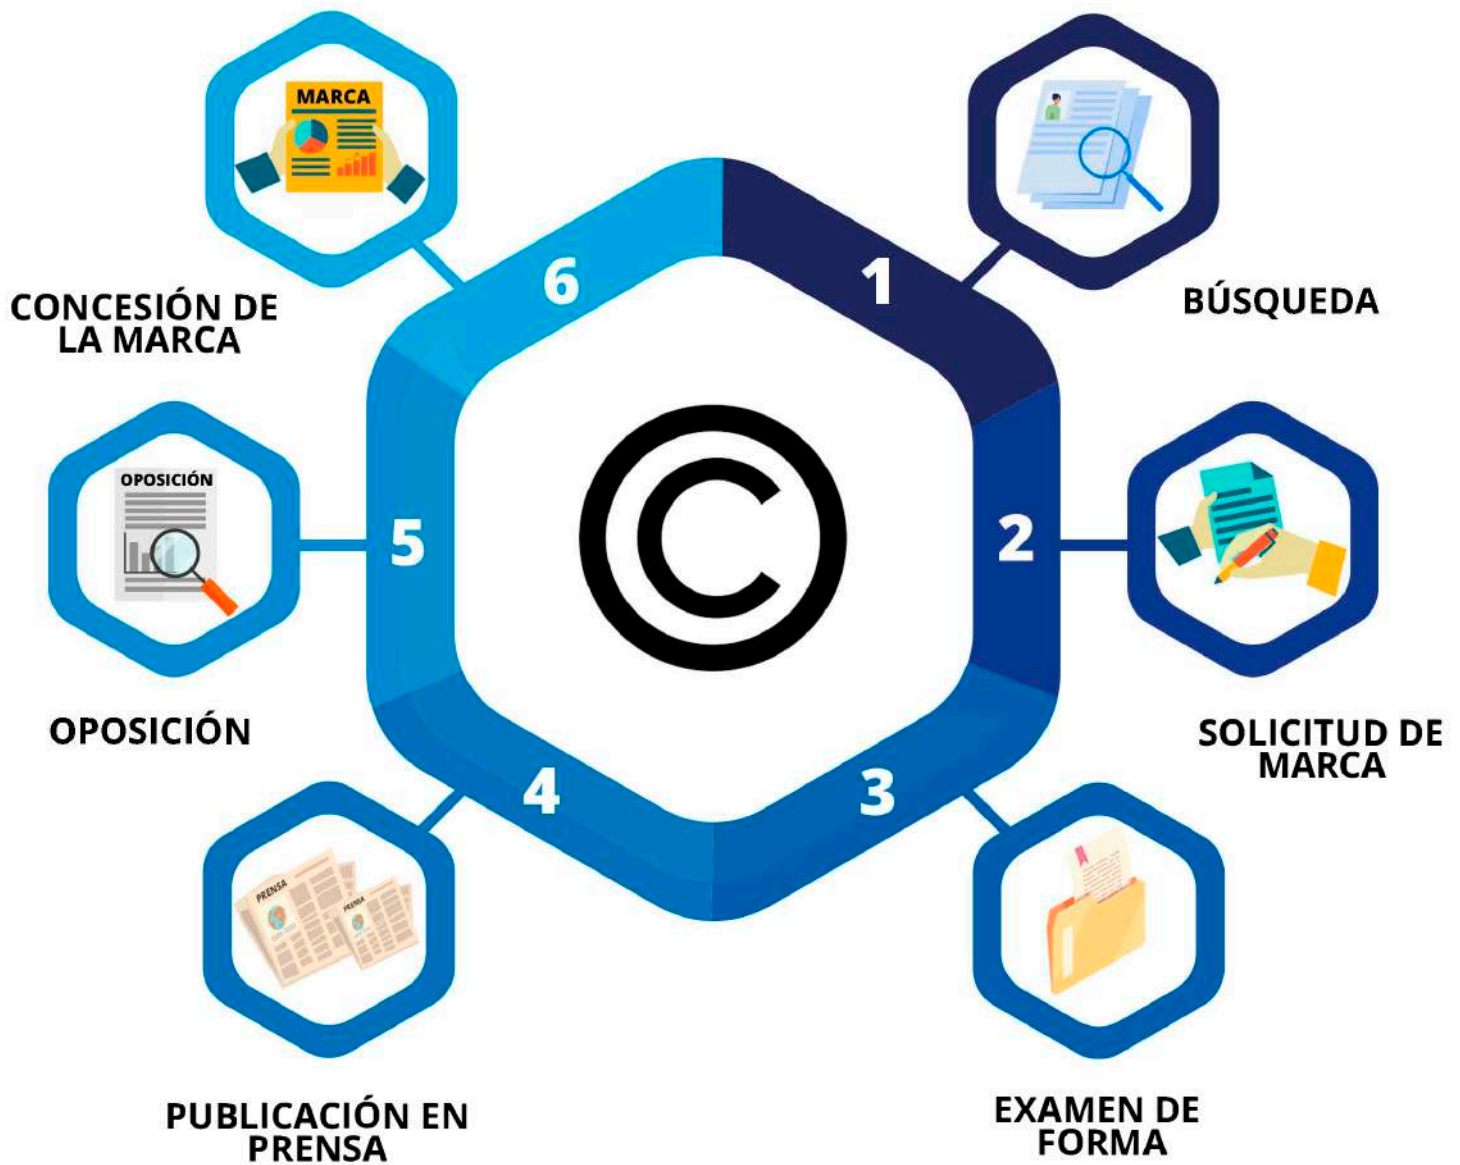 MARCA
6
1
BÚSQUEDA
CONCESIÓN DE
LA MARCA
OPOSICIÓN
5
2
C
OPOSICIÓN
SOLICITUD DE
MARCA
4
3
PRENSA
PRENSA
PUBLICACIÓN EN
PRENSA
EXAMEN DE
FORMA